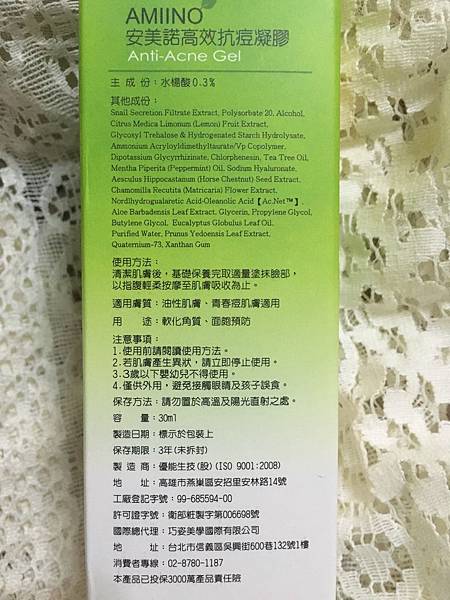 AMIINO
安美諾高效抗痘凝膠
Anti-Acne Gel
主成份：水楊酸0.3%
其他成份：
Snail Secretion Filtrate Extract, Polysorbate 20, Alcohol,
Citrus Medica Limonum (Lemon) Fruit Extract,
Glycosyl Trehalose & Hydrogenated Starch Hydrolysate,
Ammonium Acryloyldimethyltaurate/Vp Copolymer,
Dipotassium Glycyrrhizinate, Chlorphenesin, Tea Tree Oil,
Mentha Piperita (Peppermint) Oil, Sodium Hyaluronate,
Aesculus Hippocastanum (Horse Chestnut) Seed Extract,
Chamomilla Recutita (Matricaria) Flower Extract,
Nordihydroguaiaretic Acid-Oleanolic Acid【Ac.Net™】,
Aloe Barbadensis Leaf Extract, Glycerin, Propylene Glycol,
Butylene Glycol, Eucalyptus Globulus Leaf Oil,
Purified Water, Prunus Yedoensis Leaf Extract,
Quaternium-73, Xanthan Gum
使用方法：
清潔肌膚後，基礎保養完取適量塗抹臉部，
以指腹輕柔按摩至肌膚吸收為止。
適用膚質：油性肌膚、青春痘肌膚適用
用　途：軟化角質、面皰預防
注意事項：
1.使用前請閱讀使用方法。
2.若肌膚產生異狀，請立即停止使用。
3.3歲以下嬰幼兒不得使用。
4.僅供外用，避免接觸眼睛及孩子誤食。
保存方法：請勿置於高溫及陽光直射之處。
容　量：30ml
製造日期：標示於包裝上
保存期限：3年(未拆封)
製造商：優能生技(股)(ISO 9001:2008)
地　址：高雄市燕巢區安招里安林路14號
工廠登記字號：99-685594-00
許可證字號：衛部粧製字第006698號
國際總代理：巧姿美學國際有限公司
地　址：台北市信義區吳興街600巷132號1樓
消費者專線：02-8780-1187
本產品已投保3000萬產品責任險